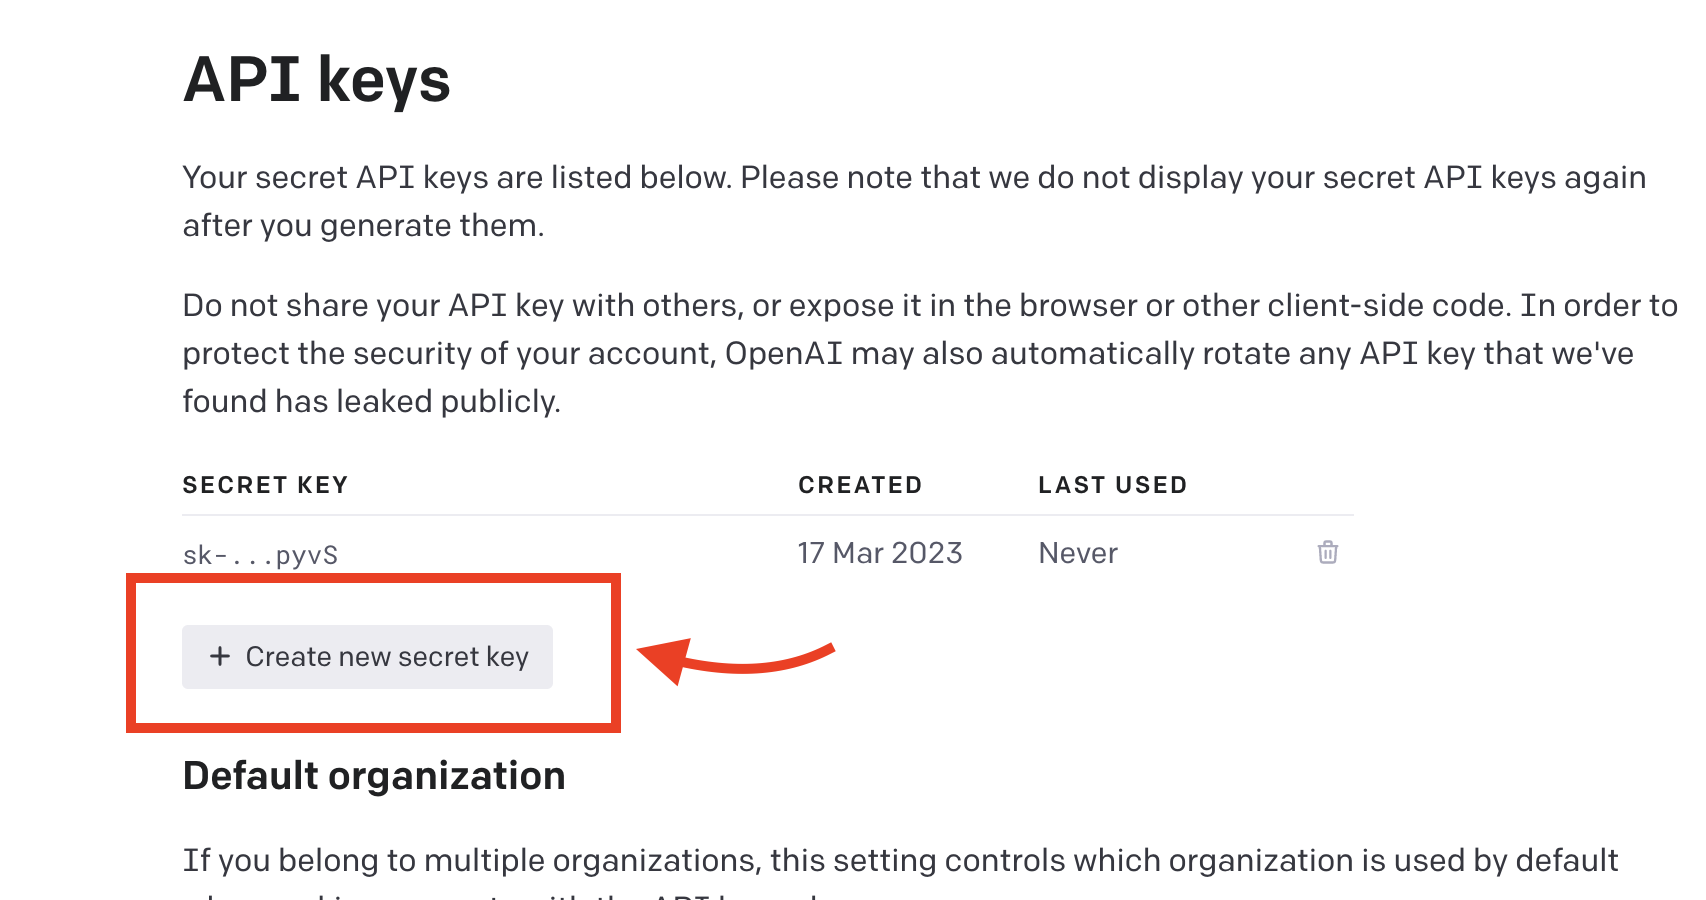 API keys
Your secret API keys are listed below. Please note that we do not display your secret API keys again
after you generate them.
Do not share your API key with others, or expose it in the browser or other client-side code. In order to
protect the security of your account, OpenAI may also automatically rotate any API key that we've
found has leaked publicly.
SECRET KEY CREATED LAST USED
sk-...pyvS 17 Mar 2023 Never
+ Create new secret key
Default organization
If you belong to multiple organizations, this setting controls which organization is used by default